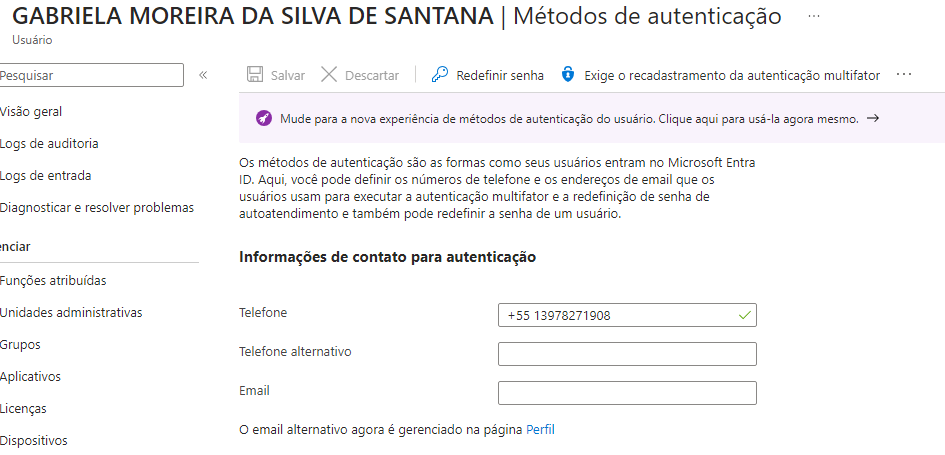 GABRIELA MOREIRA DA SILVA DE SANTANA | Métodos de autenticação ...
Usuário
Pesquisar
«
Salvar
Descartar
Redefinir senha
Exige o recadastramento da autenticação multifator
...
Visão geral
Logs de auditoria
Logs de entrada
Diagnosticar e resolver problemas
enciar
Funções atribuídas
Unidades administrativas
Grupos
Aplicativos
Licenças
Dispositivos
Mude para a nova experiência de métodos de autenticação do usuário. Clique aqui para usá-la agora mesmo. →
Os métodos de autenticação são as formas como seus usuários entram no Microsoft Entra
ID. Aqui, você pode definir os números de telefone e os endereços de email que os
usuários usam para executar a autenticação multifator e a redefinição de senha de
autoatendimento e também pode redefinir a senha de um usuário.
Informações de contato para autenticação
Telefone
+55 13978271908
Telefone alternativo
Email
O email alternativo agora é gerenciado na página Perfil